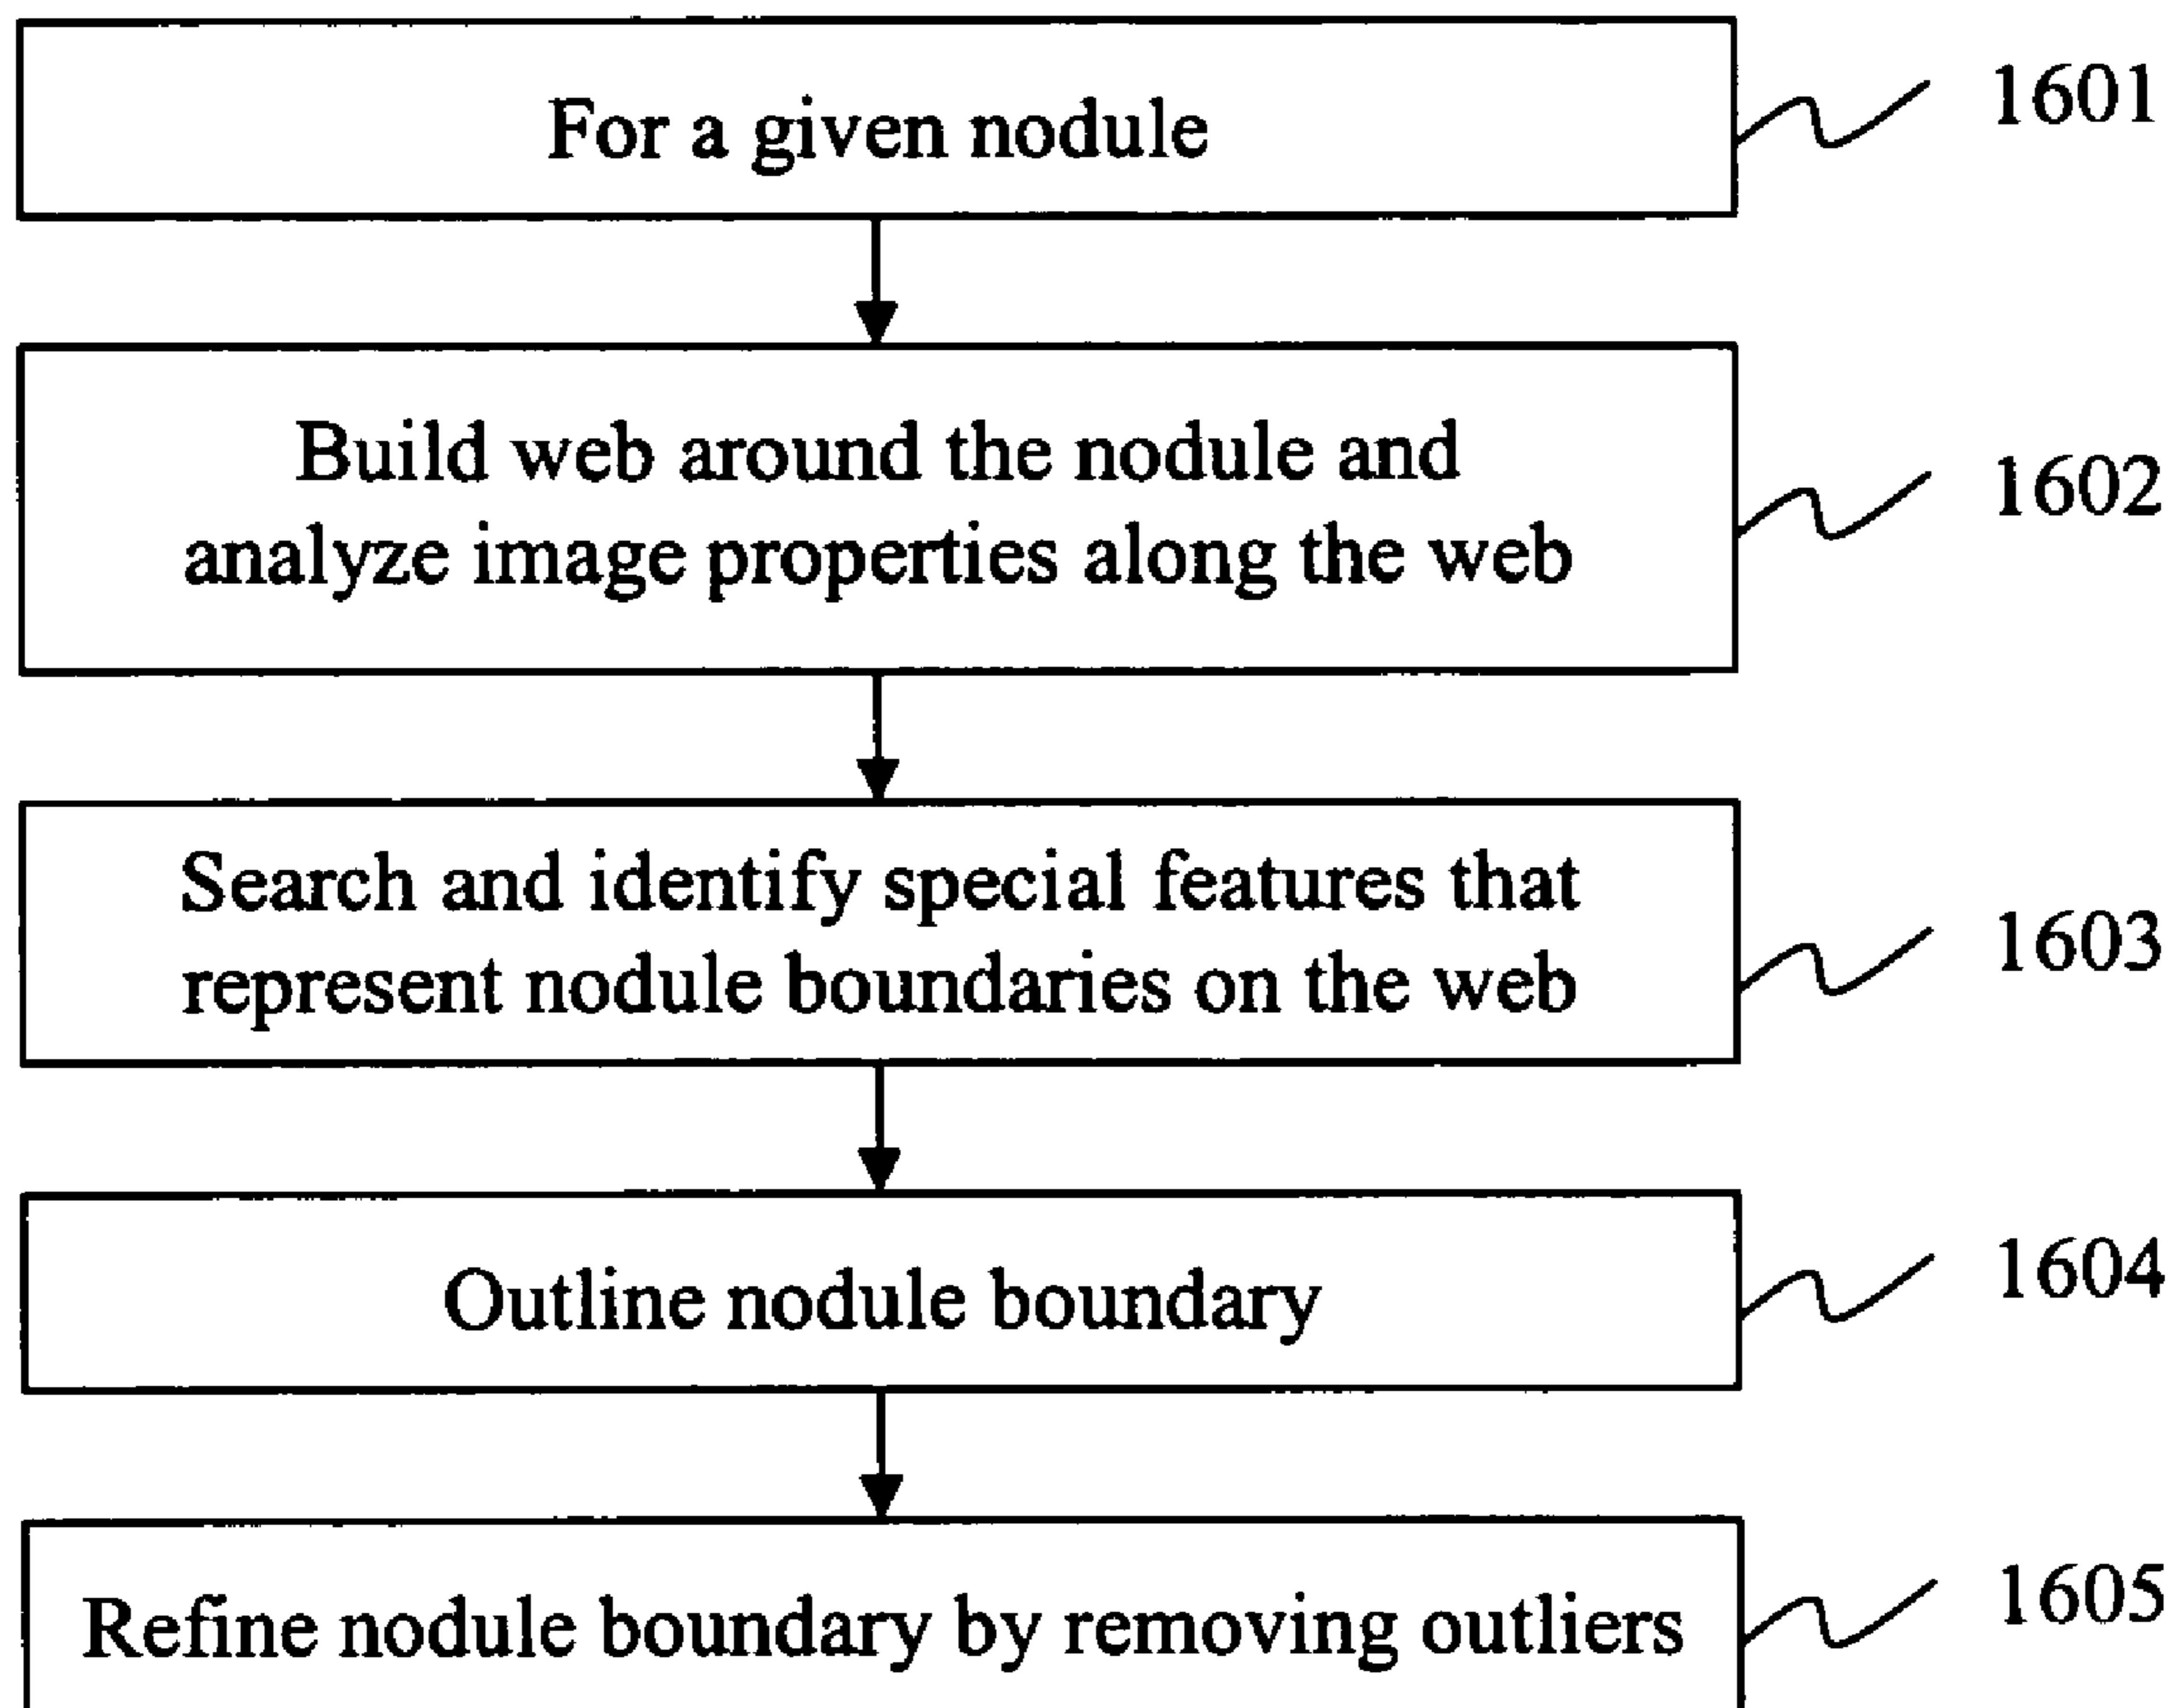 For a given nodule
1601
Build web around the nodule and
analyze image properties along the web
1602
Search and identify special features that
represent nodule boundaries on the web
1603
Outline nodule boundary
1604
Refine nodule boundary by removing outliers
1605